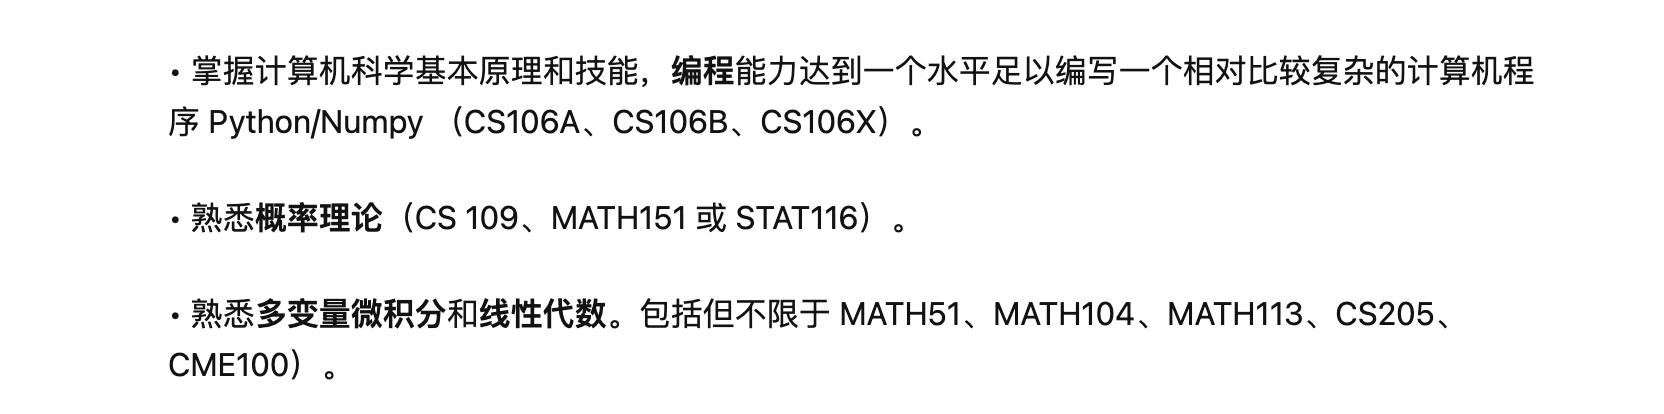 • 掌握计算机科学基本原理和技能，编程能力达到一个水平足以编写一个相对比较复杂的计算机程
序 Python/Numpy （CS106A、CS106B、CS106X）。
• 熟悉概率理论（CS 109、MATH151 或 STAT116）。
• 熟悉多变量微积分和线性代数。包括但不限于 MATH51、MATH104、MATH113、CS205、
CME100）。